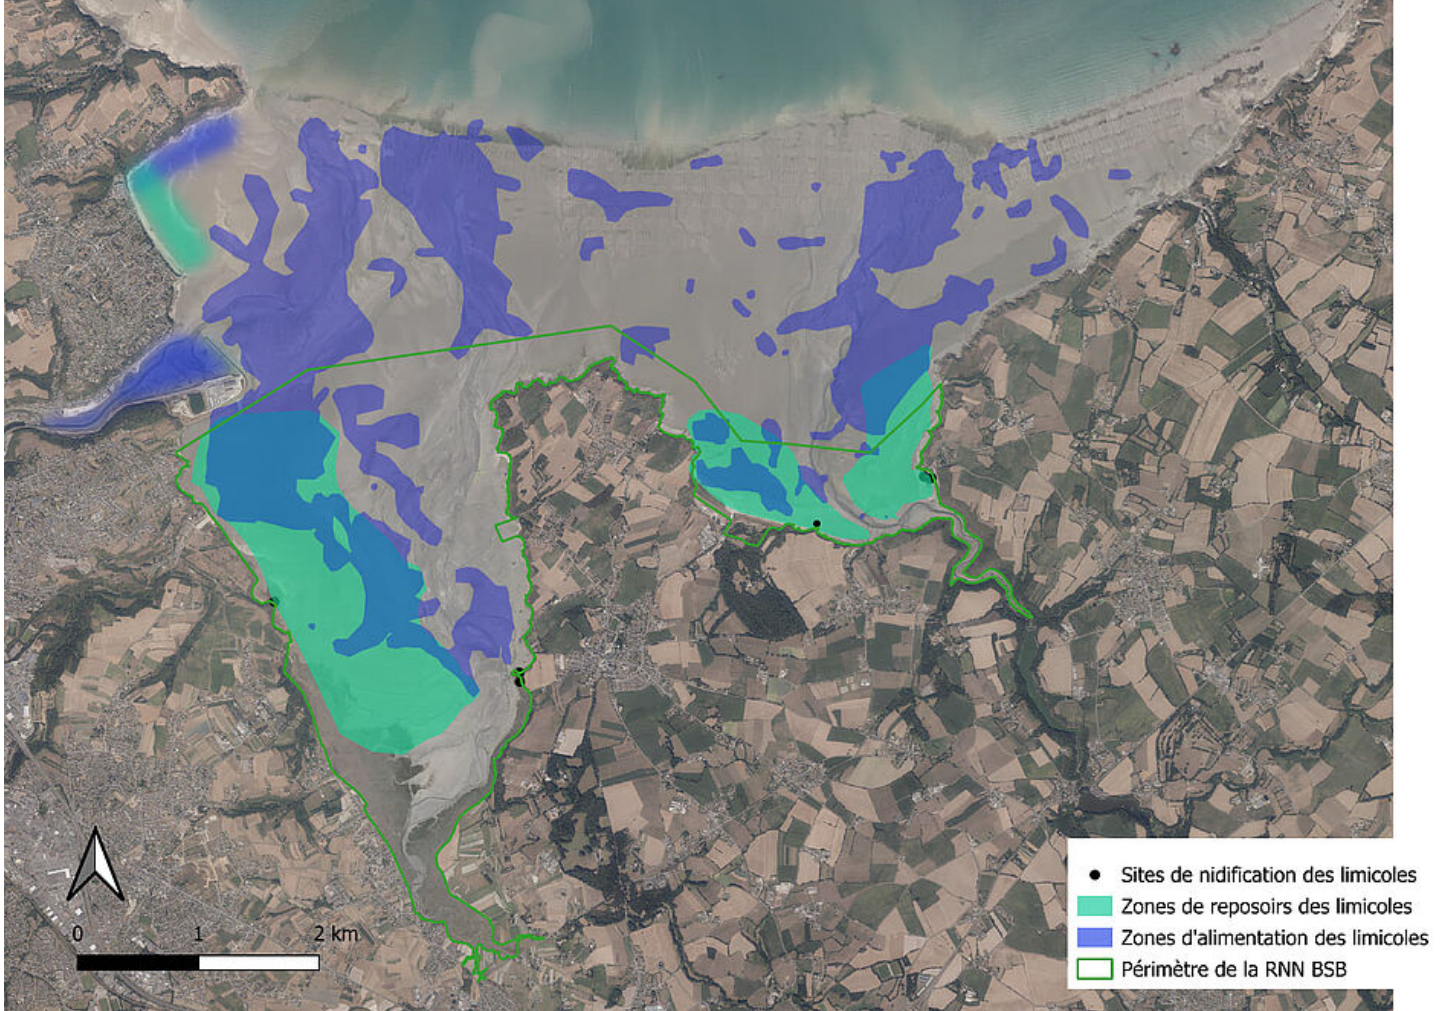 Sites de nidification des limicoles
Zones de reposoirs des limicoles
Zones d'alimentation des limicoles
Périmètre de la RNN BSB
0 1 2 km